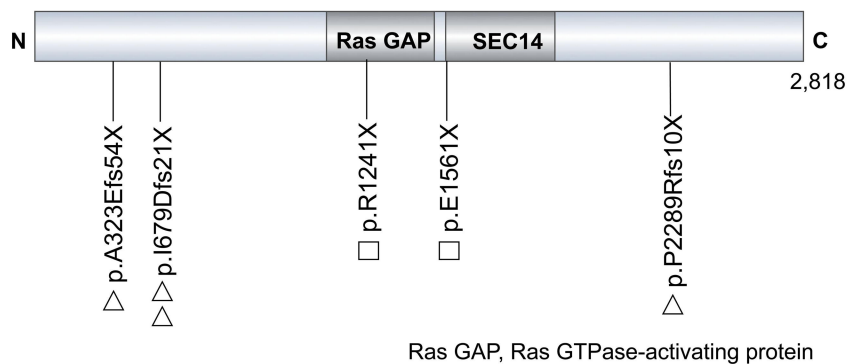 N
Ras GAP
SEC14
C
2,818
p.A323Efs54X
p.I679Dfs21X
p.R1241X
p.E1561X
p.P2289Rfs10X
Ras GAP, Ras GTPase-activating protein